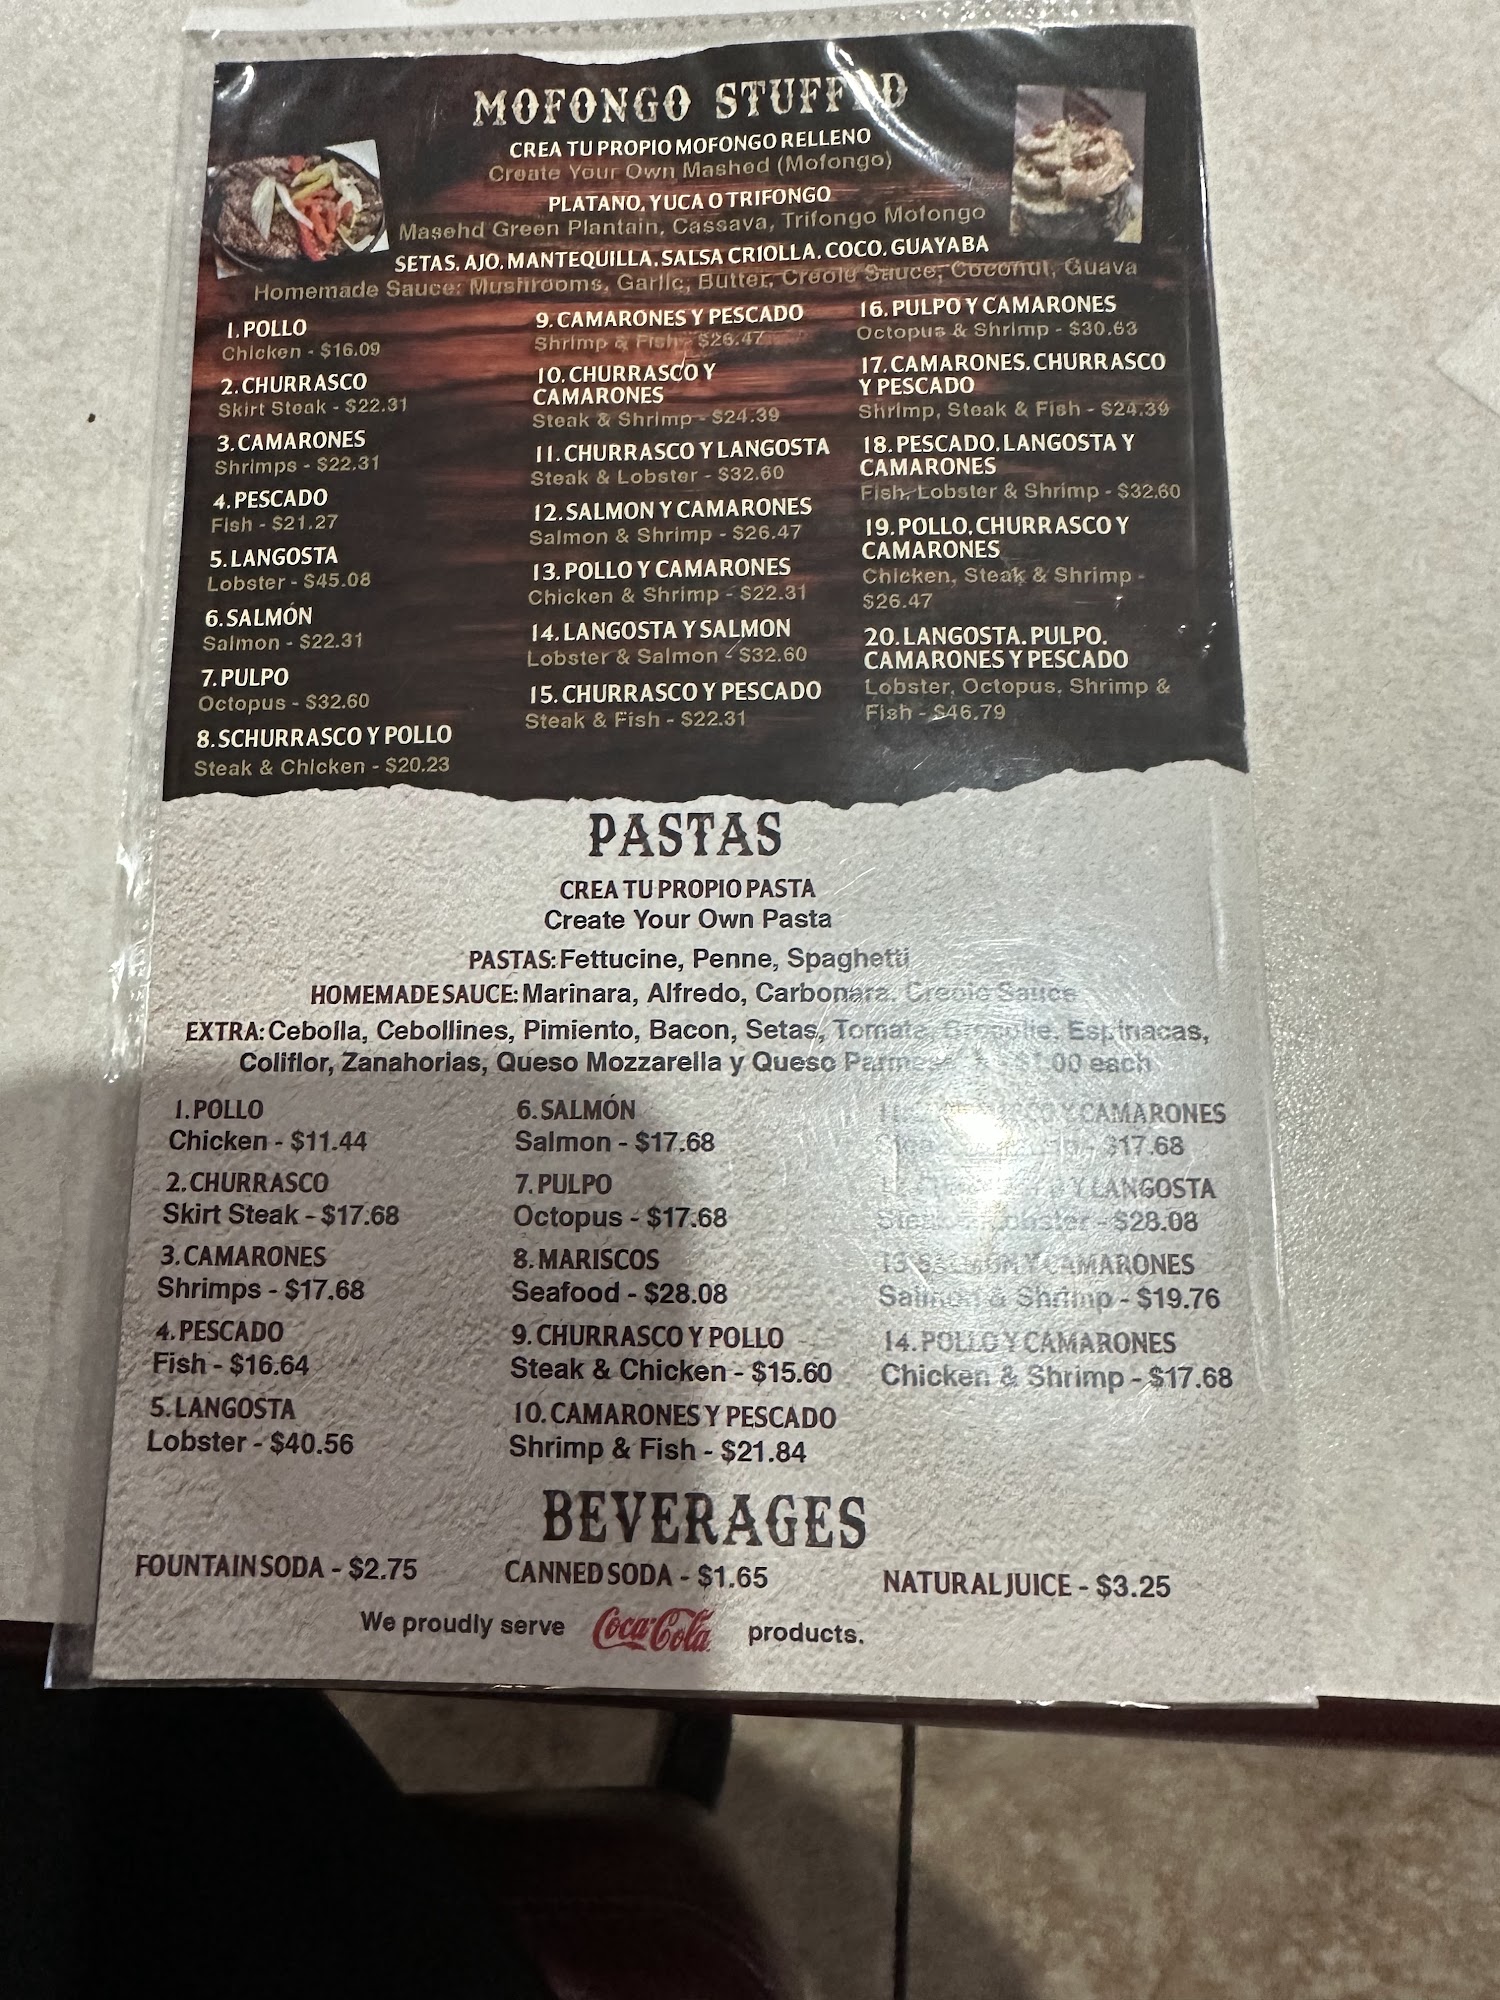 MOFONGO STUFFED
CREA TU PROPIO MOFONGO RELLENO
Create Your Own Mashed (Mofongo)
PLATANO, YUCA O TRIFONGO
Masehd Green Plantain, Cassava, Trifongo Mofongo
SETAS, AJO, MANTEQUILLA, SALSA CRIOLLA, COCO, GUAYABA
Homemade Sauce: Mushrooms, Garlic, Butter, Creole Sauce, Coconut, Guava
1. POLLO
Chicken - $16.09
2. CHURRASCO
Skirt Steak - $22.31
3. CAMARONES
Shrimps - $22.31
4. PESCADO
Fish - $21.27
5. LANGOSTA
Lobster - $45.08
6. SALMÓN
Salmon - $22.31
7. PULPO
Octopus - $32.60
8. SCHURRASCO Y POLLO
Steak & Chicken - $20.23
9. CAMARONES Y PESCADO
Shrimp & Fish - $26.47
10. CHURRASCO Y
CAMARONES
Steak & Shrimp - $24.39
11. CHURRASCO Y LANGOSTA
Steak & Lobster - $32.60
12. SALMON Y CAMARONES
Salmon & Shrimp - $26.47
13. POLLO Y CAMARONES
Chicken & Shrimp - $22.31
14. LANGOSTA Y SALMON
Lobster & Salmon - $32.60
15. CHURRASCO Y PESCADO
Steak & Fish - $22.31
16. PULPO Y CAMARONES
Octopus & Shrimp - $30.63
17. CAMARONES, CHURRASCO
Y PESCADO
Shrimp, Steak & Fish - $24.39
18. PESCADO, LANGOSTA Y
CAMARONES
Fish, Lobster & Shrimp - $32.60
19. POLLO, CHURRASCO Y
CAMARONES
Chicken, Steak & Shrimp -
$26.47
20. LANGOSTA, PULPO,
CAMARONES Y PESCADO
Lobster, Octopus, Shrimp &
Fish - $46.79
PASTAS
CREA TU PROPIO PASTA
Create Your Own Pasta
PASTAS: Fettucine, Penne, Spaghetti
HOMEMADE SAUCE: Marinara, Alfredo, Carbonara, Creole Sauce
EXTRA: Cebolla, Cebollines, Pimiento, Bacon, Setas, Espinacas,
Coliflor, Zanahorias, Queso Mozzarella y Queso each
1. POLLO
Chicken - $11.44
2. CHURRASCO
Skirt Steak - $17.68
3. CAMARONES
Shrimps - $17.68
4. PESCADO
Fish - $16.64
5. LANGOSTA
Lobster - $40.56
6. SALMÓN
Salmon - $17.68
7. PULPO
Octopus - $17.68
8. MARISCOS
Seafood - $28.08
9. CHURRASCO Y POLLO
Steak & Chicken - $15.60
10. CAMARONES Y PESCADO
Shrimp & Fish - $21.84
Y CAMARONES
$17.68
Y LANGOSTA
Lobster - $28.08
13 SALMON Y CAMARONES
Salmon & Shrimp - $19.76
14. POLLO Y CAMARONES
Chicken & Shrimp - $17.68
BEVERAGES
FOUNTAIN SODA - $2.75
CANNED SODA - $1.65
NATURAL JUICE - $3.25
We proudly serve Coca-Cola products.